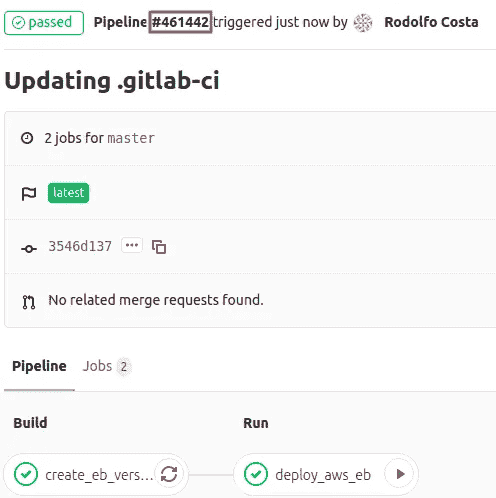 passed Pipeline #461442 triggered just now by Rodolfo Costa
Updating .gitlab-ci
2 jobs for master
latest
3546d137 ...
No related merge requests found.
Pipeline Jobs 2
Build Run
create_eb_vers... deploy_aws_eb